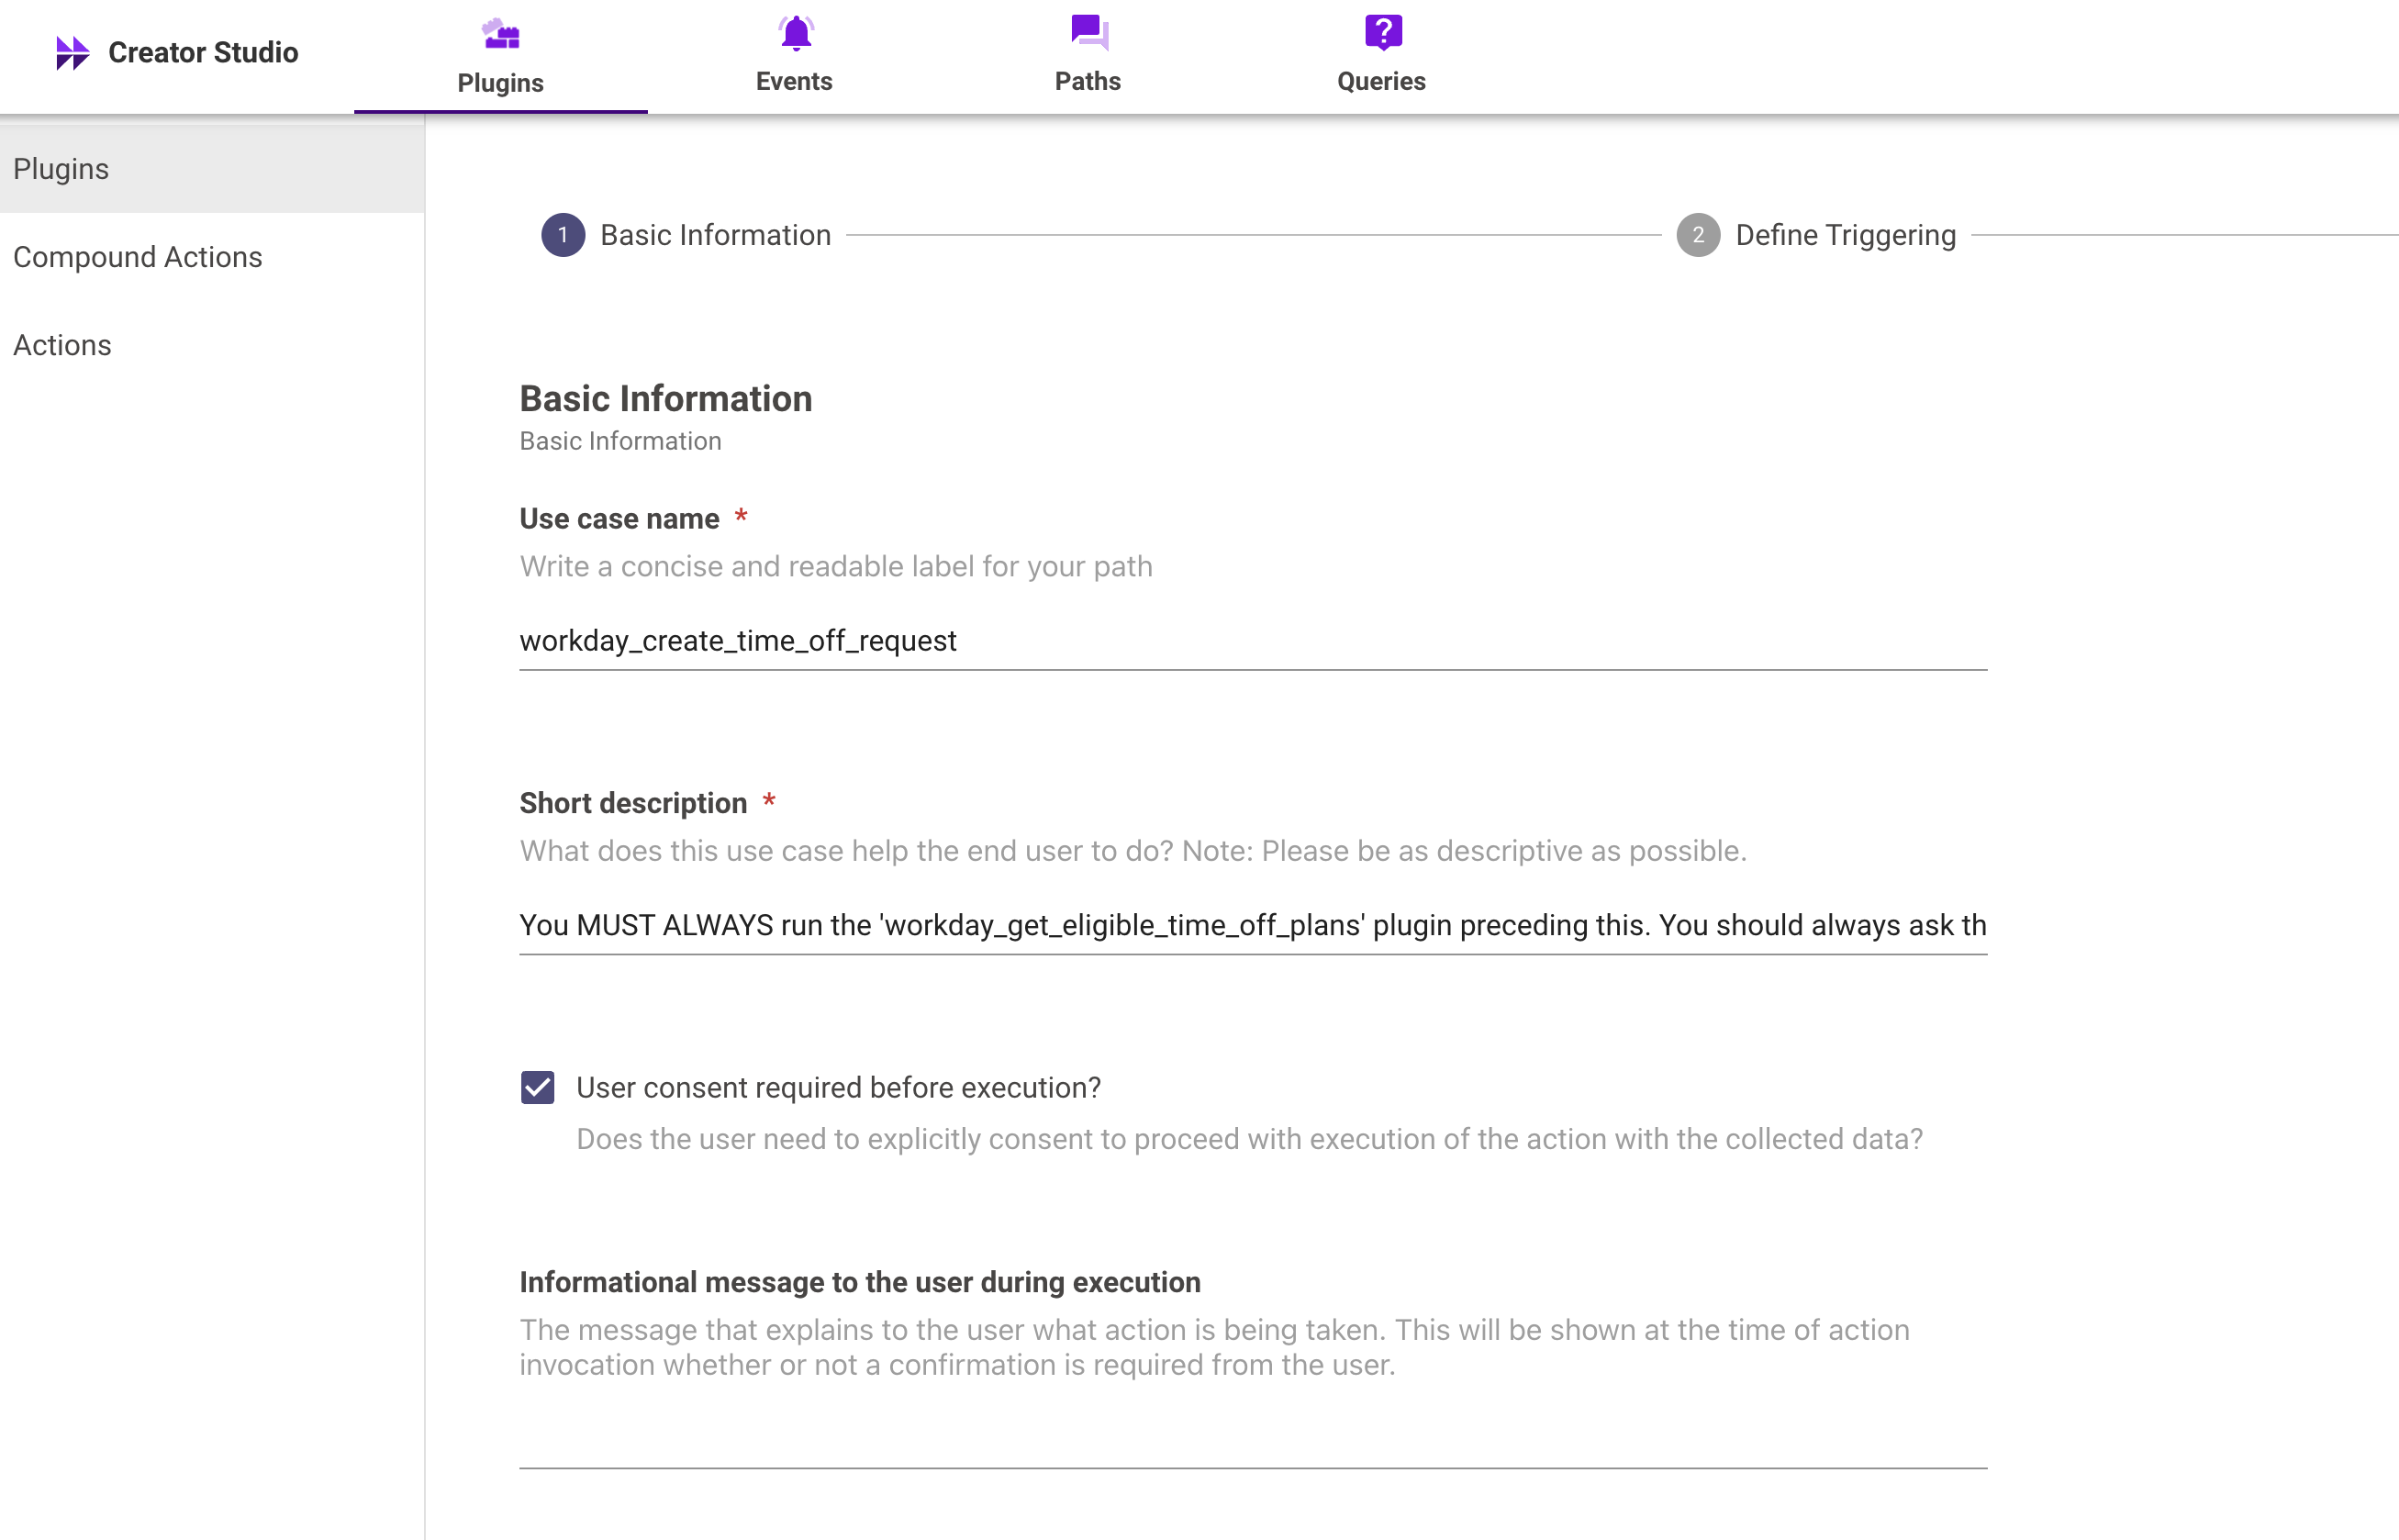 Creator Studio
Plugins
Events
Paths
Queries
Plugins
Compound Actions
Actions
1 Basic Information
2 Define Triggering
Basic Information
Basic Information
Use case name *
Write a concise and readable label for your path
workday_create_time_off_request
Short description *
What does this use case help the end user to do? Note: Please be as descriptive as possible.
You MUST ALWAYS run the 'workday_get_eligible_time_off_plans' plugin preceding this. You should always ask th
User consent required before execution?
Does the user need to explicitly consent to proceed with execution of the action with the collected data?
Informational message to the user during execution
The message that explains to the user what action is being taken. This will be shown at the time of action
invocation whether or not a confirmation is required from the user.